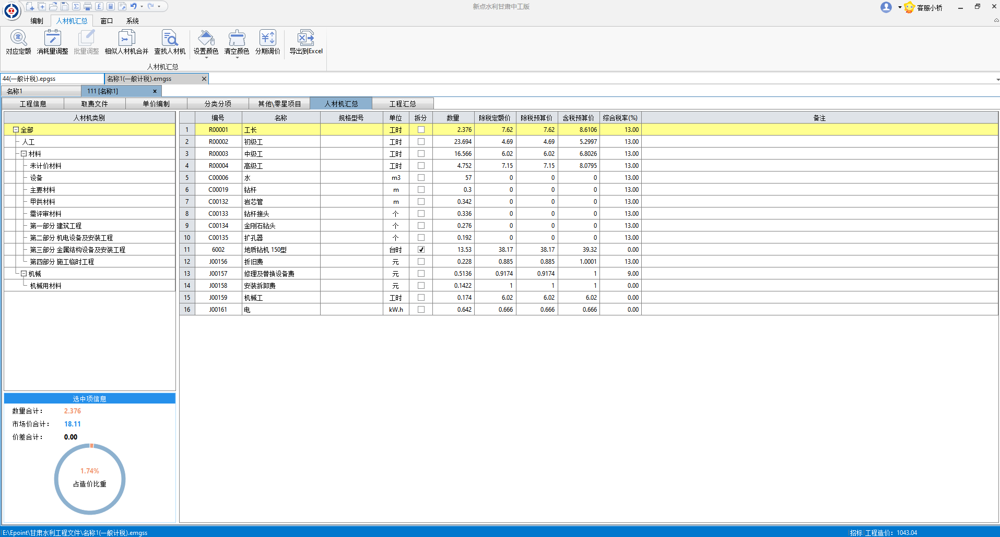 新点水利甘肃中工版
客服小桥
编制 人材机汇总 窗口 系统
对应定额 消耗量调整 批量调整 相似人材机合并 查找人材机 设置颜色 清空颜色 分期调价 导出到Excel
人材机汇总
44(一般计税).epgss 名称1(一般计税).emgss
名称1 111 [名称1]
工程信息 取费文件 单价编制 分类分项 其他\零星项目 人材机汇总 工程汇总
人材机类别
全部
人工
材料
未计价材料
设备
主要材料
甲供材料
需评审材料
第一部分 建筑工程
第二部分 机电设备及安装工程
第三部分 金属结构设备及安装工程
第四部分 施工临时工程
机械
机械用材料
编号 名称 规格型号 单位 拆分 数量 除税定额价 除税预算价 含税预算价 综合税率(%) 备注
1 R00001 工长 工时 2.376 7.62 7.62 8.6106 13.00
2 R00002 初级工 工时 23.694 4.69 4.69 5.2997 13.00
3 R00003 中级工 工时 16.566 6.02 6.02 6.8026 13.00
4 R00004 高级工 工时 4.752 7.15 7.15 8.0795 13.00
5 C00006 水 m3 57 0 0 0 13.00
6 C00019 钻杆 m 0.3 0 0 0 13.00
7 C00132 岩芯管 m 0.342 0 0 0 13.00
8 C00133 钻杆接头 个 0.336 0 0 0 13.00
9 C00134 金刚石钻头 个 0.276 0 0 0 13.00
10 C00135 扩孔器 个 0.192 0 0 0 13.00
11 6002 地质钻机 150型 台时 13.53 38.17 38.17 39.32 0.00
12 J00156 折旧费 元 0.228 0.885 0.885 1.0001 13.00
13 J00157 修理及替换设备费 元 0.5136 0.9174 0.9174 1 9.00
14 J00158 安装拆卸费 元 0.1422 1 1 1 0.00
15 J00159 机械工 工时 0.174 6.02 6.02 6.02 0.00
16 J00161 电 kW.h 0.642 0.666 0.666 0.666 0.00
选中项信息
数量合计： 2.376
市场价合计： 18.11
价差合计： 0.00
1.74%
占造价比重
E:\Epoint\甘肃水利工程文件\名称1(一般计税).emgss
招标 工程造价：1043.04